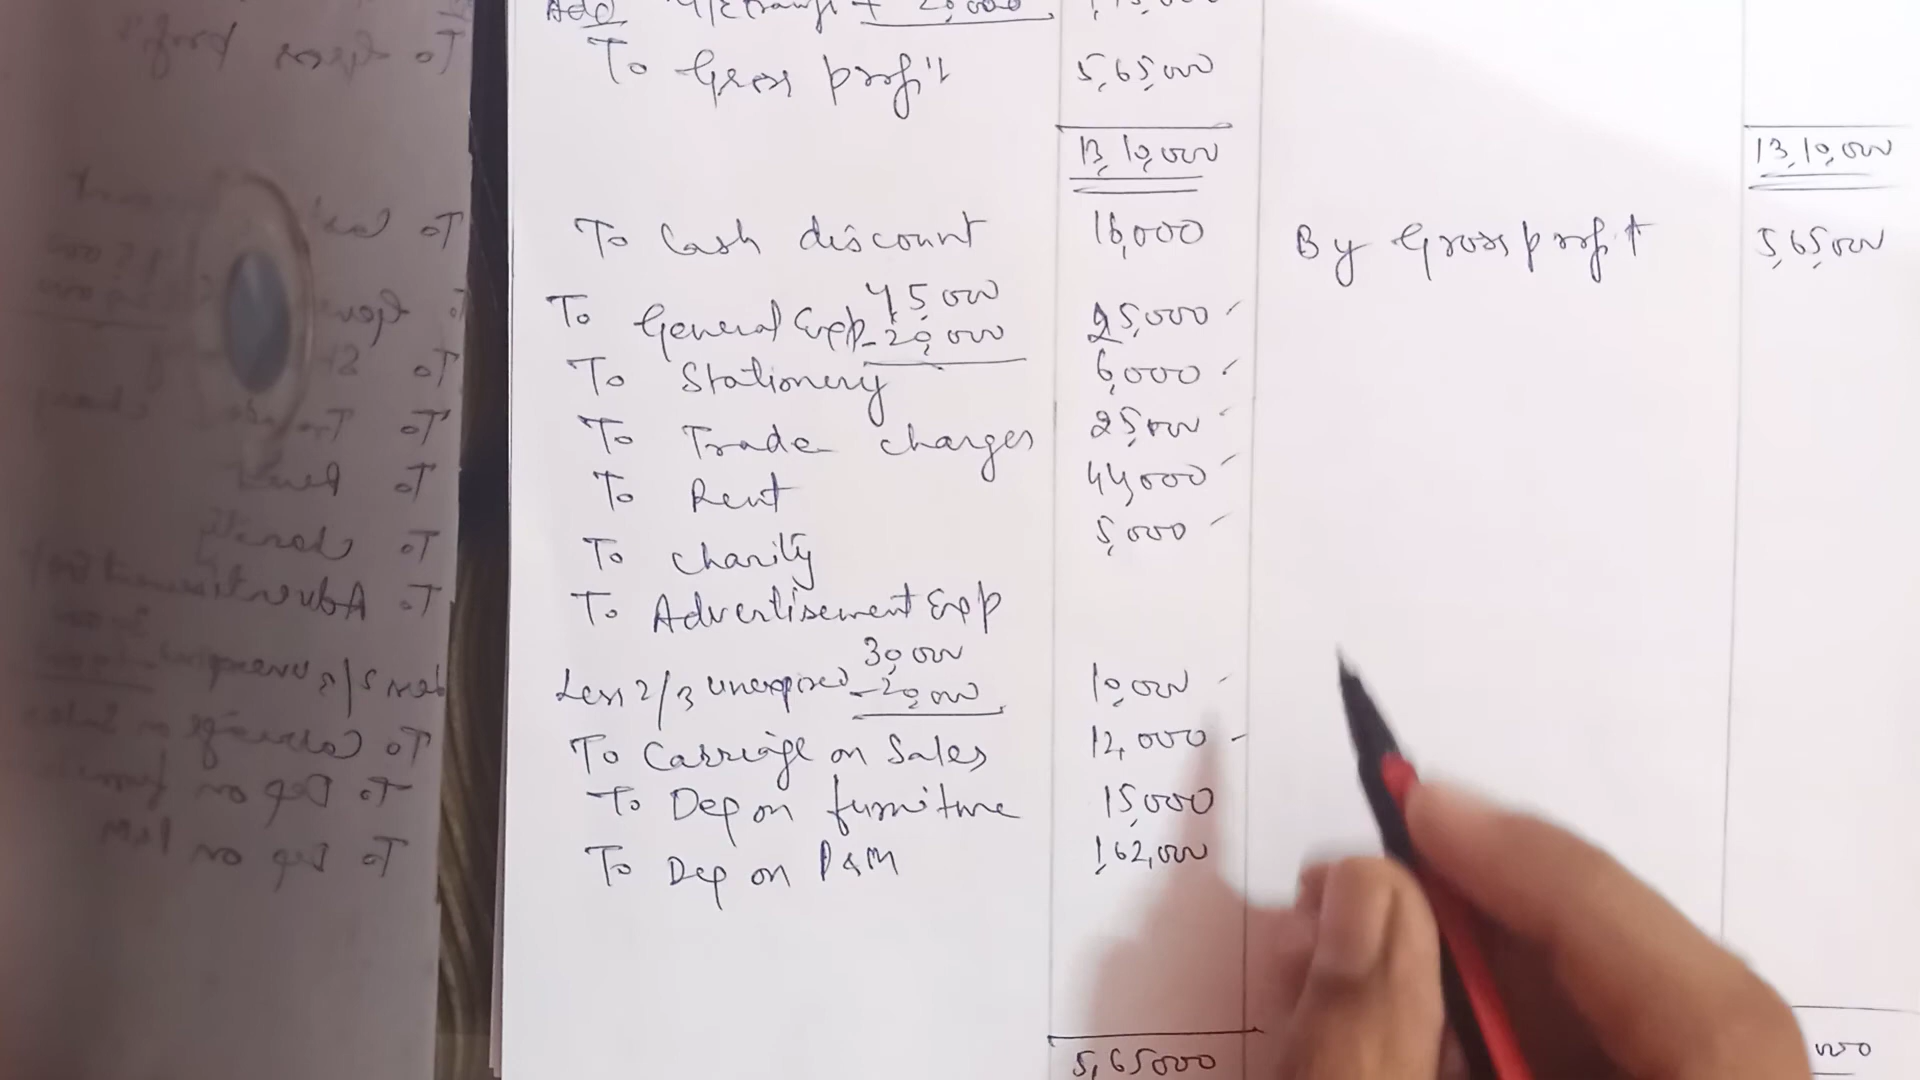 Add
To Gross profit 5,65,000
13,10,000 13,10,000
To Cash discount 16,000 By Gross profit 5,65,000
45,000
To General Exp -20,000 25,000
To Stationery 6,000
To Trade charges 25,000
To Rent 44,000
To Charity 5,000
To Advertisement Exp
30,000
Less 2/3 unexpired -20,000 10,000
To Carriage on Sales 12,000
To Dep on furniture 15,000
To Dep on P&M 1,62,000
5,65000 000